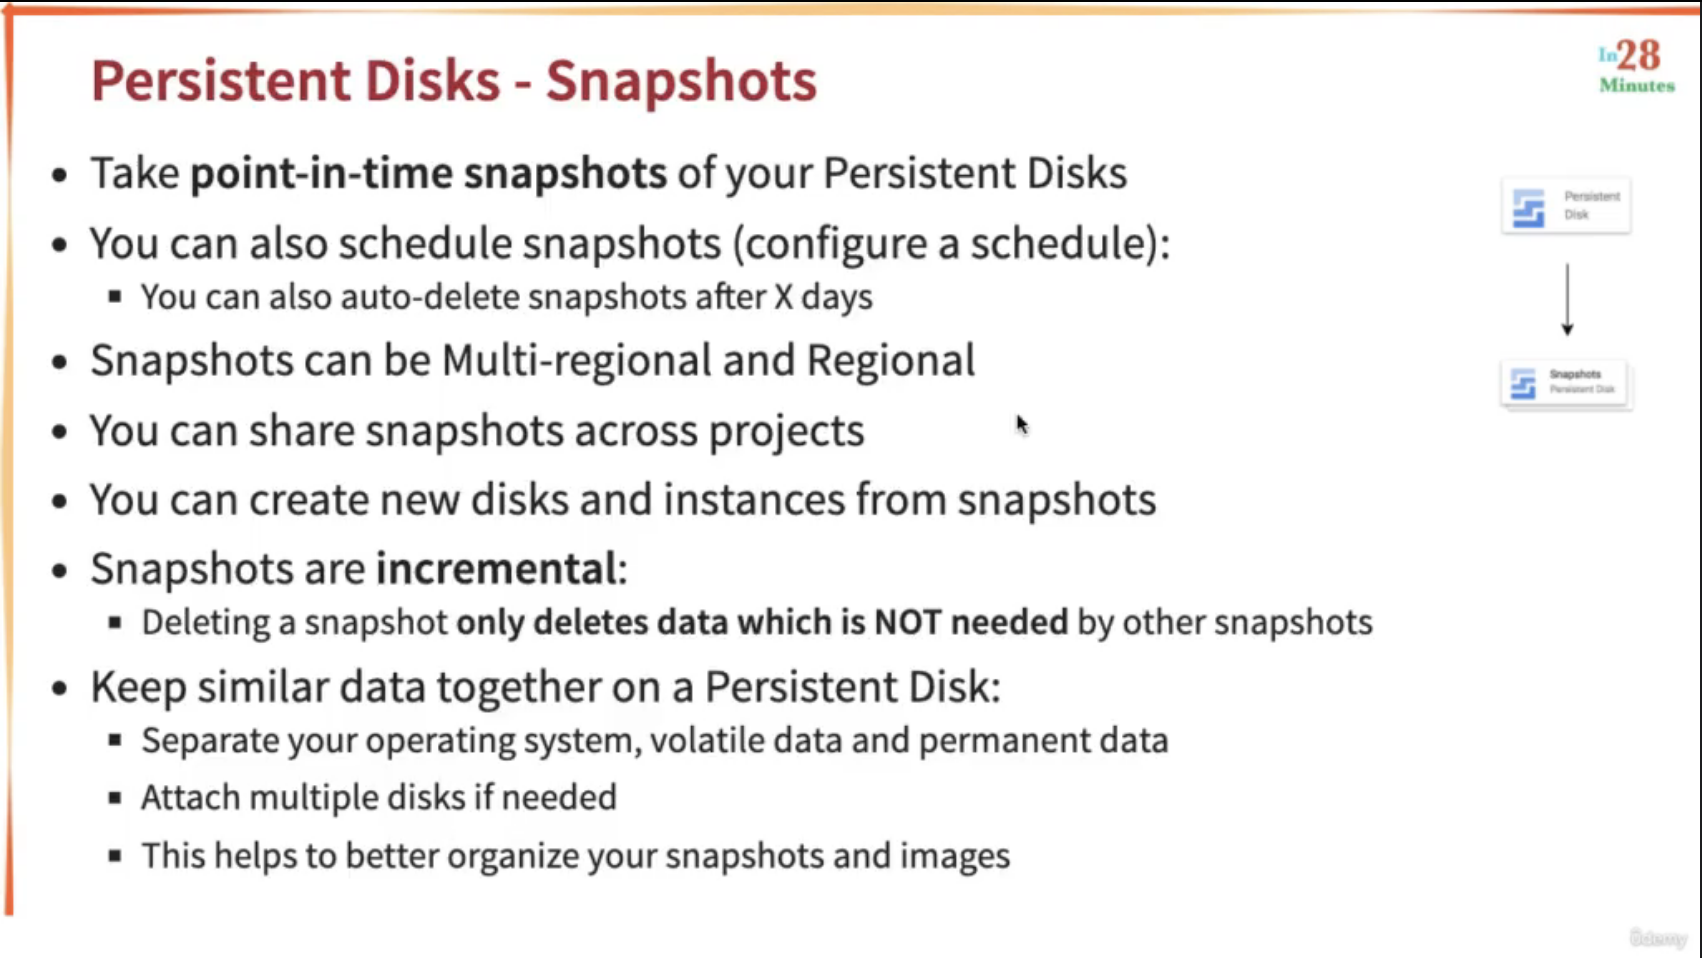 Persistent Disks - Snapshots
In28
Minutes
• Take point-in-time snapshots of your Persistent Disks
• You can also schedule snapshots (configure a schedule):
▪ You can also auto-delete snapshots after X days
• Snapshots can be Multi-regional and Regional
• You can share snapshots across projects
• You can create new disks and instances from snapshots
• Snapshots are incremental:
▪ Deleting a snapshot only deletes data which is NOT needed by other snapshots
• Keep similar data together on a Persistent Disk:
▪ Separate your operating system, volatile data and permanent data
▪ Attach multiple disks if needed
▪ This helps to better organize your snapshots and images
Persistent
Disk
Snapshots
Persistent Disk
ûdemy